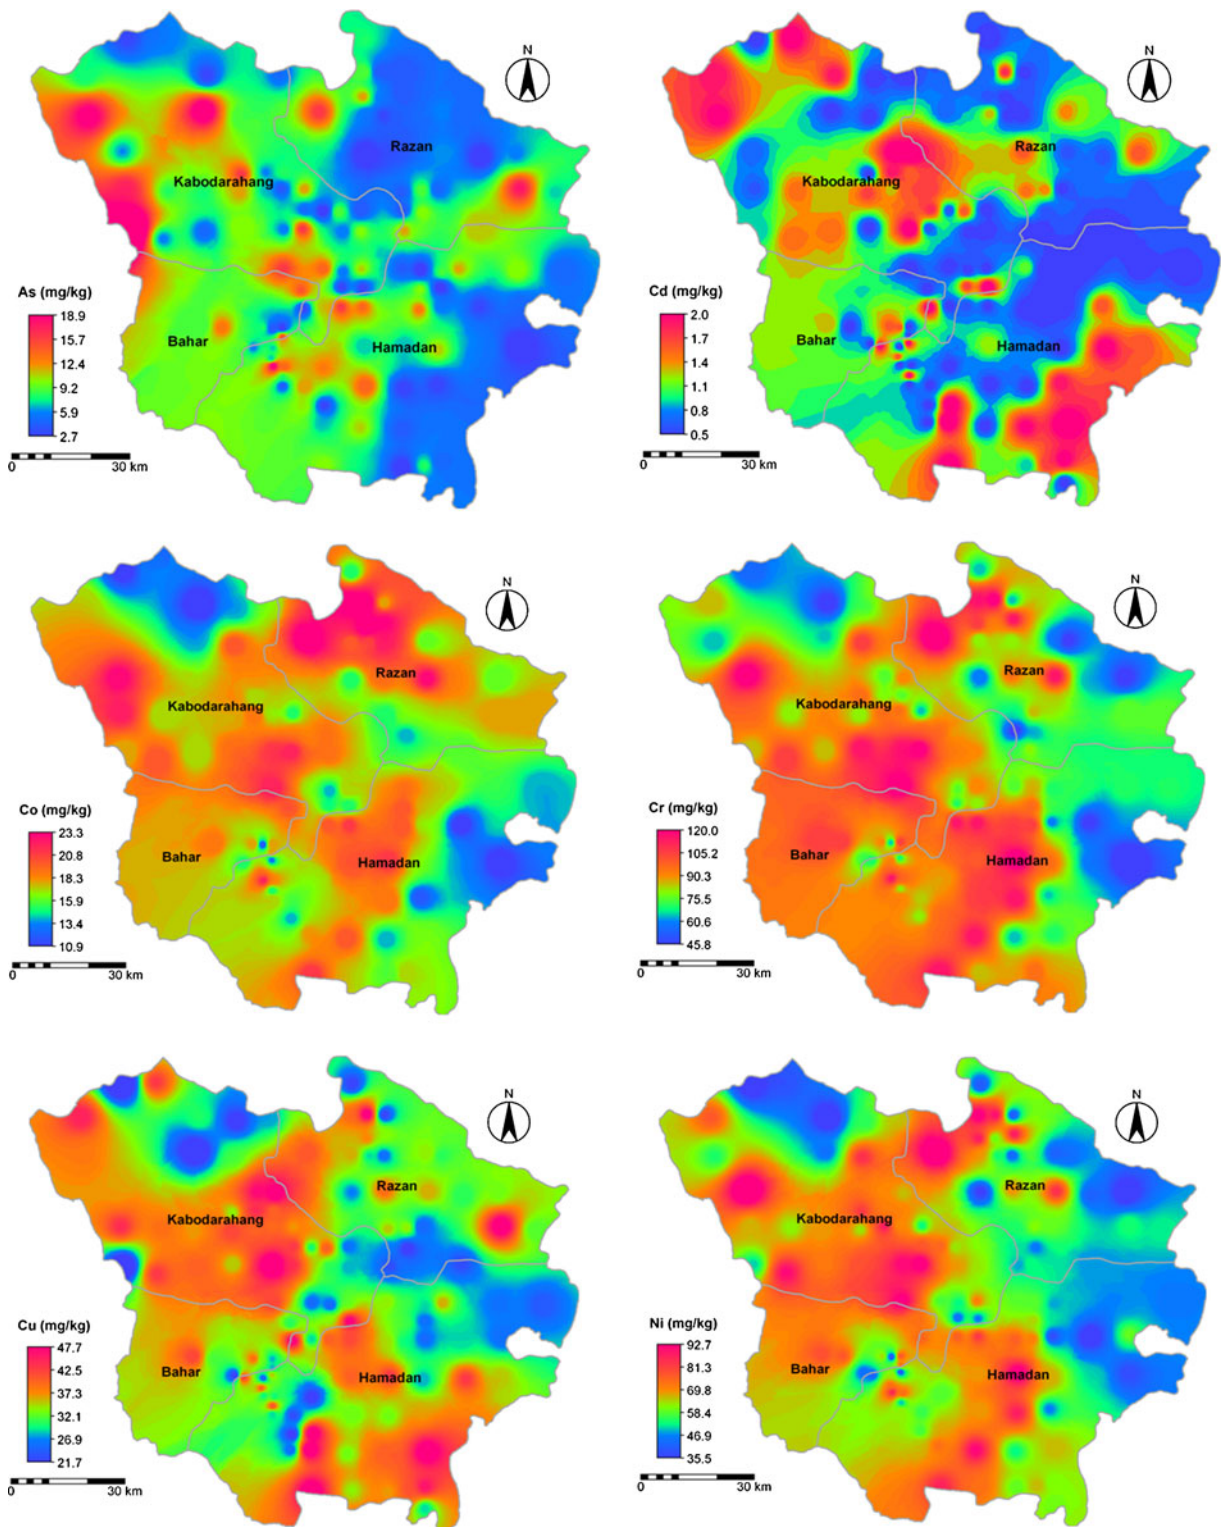 N
Razan
Kabodarahang
As (mg/kg)
18.9
15.7
12.4
9.2
5.9
2.7
Bahar
Hamadan
0 30 km
N
Razan
Kabodarahang
Cd (mg/kg)
2.0
1.7
1.4
1.1
0.8
0.5
Bahar
Hamadan
0 30 km
N
Razan
Kabodarahang
Co (mg/kg)
23.3
20.8
18.3
15.9
13.4
10.9
Bahar
Hamadan
0 30 km
N
Razan
Kabodarahang
Cr (mg/kg)
120.0
105.2
90.3
75.5
60.6
45.8
Bahar
Hamadan
0 30 km
N
Razan
Kabodarahang
Cu (mg/kg)
47.7
42.5
37.3
32.1
26.9
21.7
Bahar
Hamadan
0 30 km
N
Razan
Kabodarahang
Ni (mg/kg)
92.7
81.3
69.8
58.4
46.9
35.5
Bahar
Hamadan
0 30 km